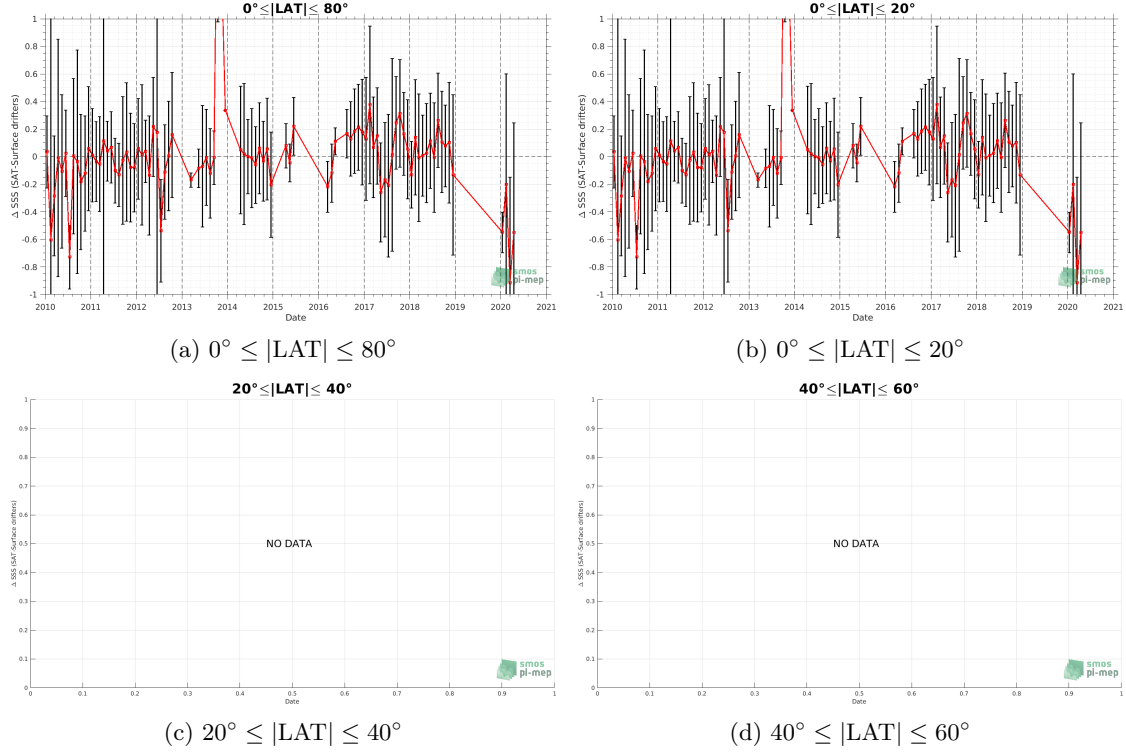 0°≤|LAT|≤ 80°
Δ SSS (SAT-Surface drifters)
1
0.8
0.6
0.4
0.2
0
-0.2
-0.4
-0.6
-0.8
-1
2010 2011 2012 2013 2014 2015 2016 2017 2018 2019 2020 2021
Date
smos
pi-mep
(a) 0° ≤ |LAT| ≤ 80°
0°≤|LAT|≤ 20°
Δ SSS (SAT-Surface drifters)
1
0.8
0.6
0.4
0.2
0
-0.2
-0.4
-0.6
-0.8
-1
2010 2011 2012 2013 2014 2015 2016 2017 2018 2019 2020 2021
Date
smos
pi-mep
(b) 0° ≤ |LAT| ≤ 20°
20°≤|LAT|≤ 40°
Δ SSS (SAT-Surface drifters)
1
0.9
0.8
0.7
0.6
0.5
0.4
0.3
0.2
0.1
0
NO DATA
0 0.1 0.2 0.3 0.4 0.5 0.6 0.7 0.8 0.9 1
Date
smos
pi-mep
(c) 20° ≤ |LAT| ≤ 40°
40°≤|LAT|≤ 60°
Δ SSS (SAT-Surface drifters)
1
0.9
0.8
0.7
0.6
0.5
0.4
0.3
0.2
0.1
0
NO DATA
0 0.1 0.2 0.3 0.4 0.5 0.6 0.7 0.8 0.9 1
Date
smos
pi-mep
(d) 40° ≤ |LAT| ≤ 60°